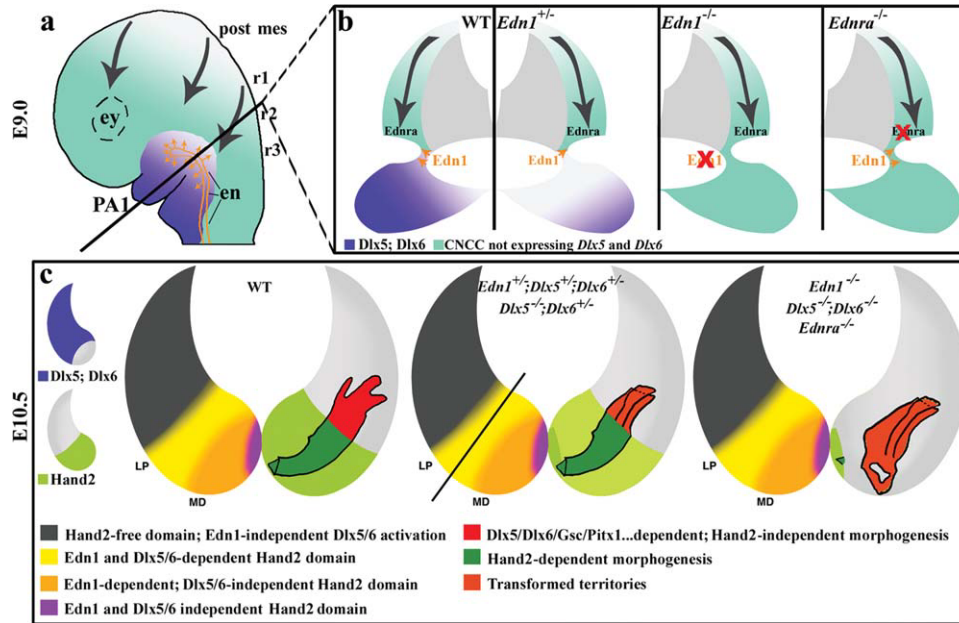 a
post mes
r1
r2
r3
ey
en
PA1
E9.0
b
WT
Edn1+/-
Edn1-/-
Ednra-/-
Ednra
Ednra
Ednra
Edn1
Edn1
Edn1
Edn1
Dlx5; Dlx6
CNCC not expressing Dlx5 and Dlx6
c
E10.5
Dlx5; Dlx6
Hand2
WT
LP
MD
Edn1+/-;Dlx5+/-;Dlx6+/-
Dlx5-/-;Dlx6+/-
LP
MD
Edn1-/-
Dlx5-/-;Dlx6-/-
Ednra-/-
LP
MD
Hand2-free domain; Edn1-independent Dlx5/6 activation
Edn1 and Dlx5/6-dependent Hand2 domain
Edn1-dependent; Dlx5/6-independent Hand2 domain
Edn1 and Dlx5/6 independent Hand2 domain
Dlx5/Dlx6/Gsc/Pitx1...dependent; Hand2-independent morphogenesis
Hand2-dependent morphogenesis
Transformed territories